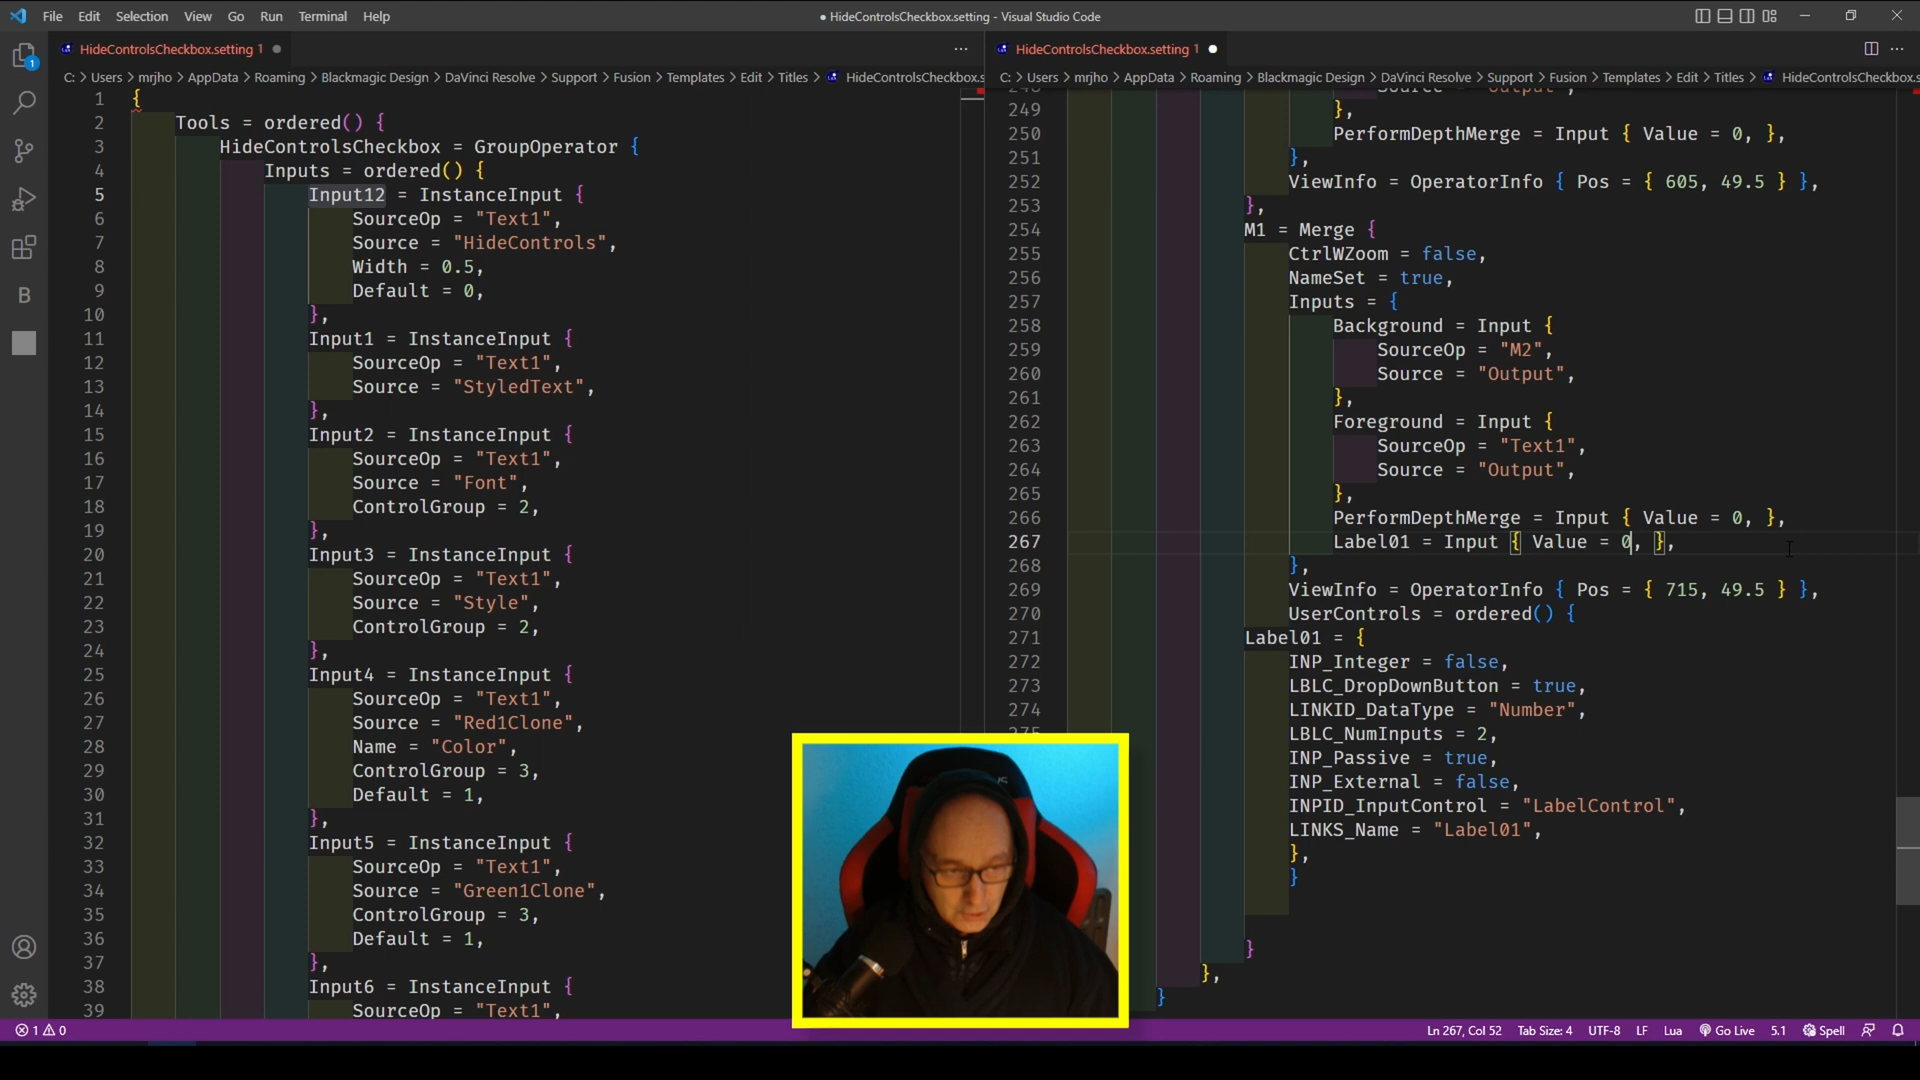 File Edit Selection View Go Run Terminal Help
● HideControlsCheckbox.setting - Visual Studio Code
HideControlsCheckbox.setting 1
C: > Users > mrjho > AppData > Roaming > Blackmagic Design > DaVinci Resolve > Support > Fusion > Templates > Edit > Titles > HideControlsCheckbox.s
1 {
2 Tools = ordered() {
3 HideControlsCheckbox = GroupOperator {
4 Inputs = ordered() {
5 Input12 = InstanceInput {
6 SourceOp = "Text1",
7 Source = "HideControls",
8 Width = 0.5,
9 Default = 0,
10 },
11 Input1 = InstanceInput {
12 SourceOp = "Text1",
13 Source = "StyledText",
14 },
15 Input2 = InstanceInput {
16 SourceOp = "Text1",
17 Source = "Font",
18 ControlGroup = 2,
19 },
20 Input3 = InstanceInput {
21 SourceOp = "Text1",
22 Source = "Style",
23 ControlGroup = 2,
24 },
25 Input4 = InstanceInput {
26 SourceOp = "Text1",
27 Source = "Red1Clone",
28 Name = "Color",
29 ControlGroup = 3,
30 Default = 1,
31 },
32 Input5 = InstanceInput {
33 SourceOp = "Text1",
34 Source = "Green1Clone",
35 ControlGroup = 3,
36 Default = 1,
37 },
38 Input6 = InstanceInput {
39 SourceOp = "Text1",
HideControlsCheckbox.setting 1
C: > Users > mrjho > AppData > Roaming > Blackmagic Design > DaVinci Resolve > Support > Fusion > Templates > Edit > Titles > HideControlsCheckbox.s
248 Source = "Output",
249 },
250 PerformDepthMerge = Input { Value = 0, },
251 },
252 ViewInfo = OperatorInfo { Pos = { 605, 49.5 } },
253 },
254 M1 = Merge {
255 CtrlWZoom = false,
256 NameSet = true,
257 Inputs = {
258 Background = Input {
259 SourceOp = "M2",
260 Source = "Output",
261 },
262 Foreground = Input {
263 SourceOp = "Text1",
264 Source = "Output",
265 },
266 PerformDepthMerge = Input { Value = 0, },
267 Label01 = Input { Value = 0, },
268 },
269 ViewInfo = OperatorInfo { Pos = { 715, 49.5 } },
270 UserControls = ordered() {
271 Label01 = {
272 INP_Integer = false,
273 LBLC_DropDownButton = true,
274 LINKID_DataType = "Number",
LBLC_NumInputs = 2,
INP_Passive = true,
INP_External = false,
INPID_InputControl = "LabelControl",
LINKS_Name = "Label01",
},
}
}
},
}
1 0
Ln 267, Col 52 Tab Size: 4 UTF-8 LF Lua Go Live 5.1 Spell